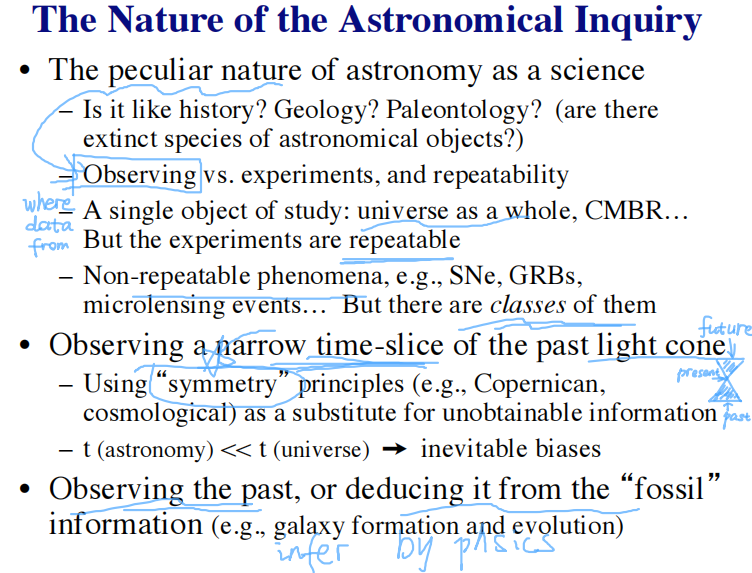 The Nature of the Astronomical Inquiry
• The peculiar nature of astronomy as a science
– Is it like history? Geology? Paleontology? (are there
extinct species of astronomical objects?)
– Observing vs. experiments, and repeatability
where
data
from
– A single object of study: universe as a whole, CMBR…
But the experiments are repeatable
– Non-repeatable phenomena, e.g., SNe, GRBs,
microlensing events… But there are classes of them
future
• Observing a narrow time-slice of the past light cone
present
past
– Using “symmetry” principles (e.g., Copernican,
cosmological) as a substitute for unobtainable information
– t (astronomy) << t (universe) → inevitable biases
• Observing the past, or deducing it from the “fossil”
information (e.g., galaxy formation and evolution)
infer by